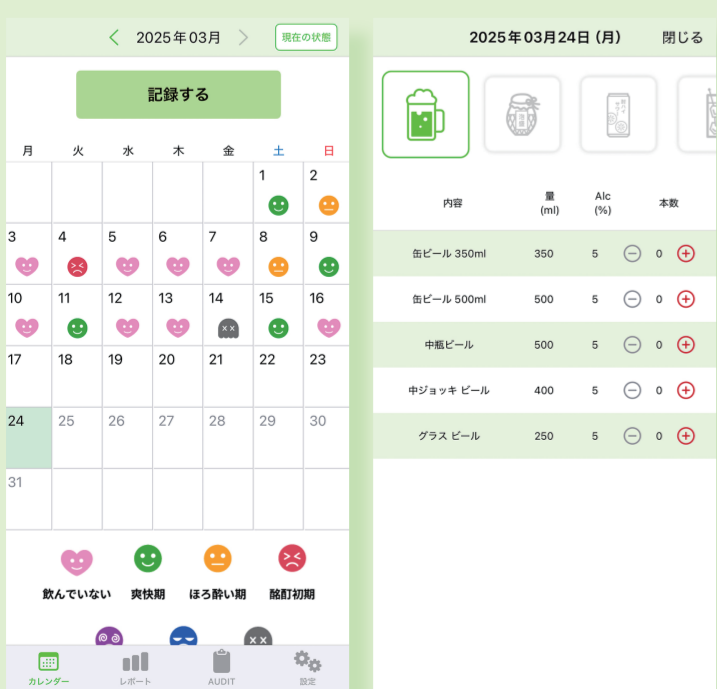 2025年03月
現在の状態
記録する
月 火 水 木 金 土 日
1 2
3 4 5 6 7 8 9
10 11 12 13 14 15 16
17 18 19 20 21 22 23
24 25 26 27 28 29 30
31
飲んでいない 爽快期 ほろ酔い期 酩酊初期
カレンダー レポート AUDIT 設定
2025年03月24日 (月) 閉じる
泡盛
内容 量 (ml) Alc (%) 本数
缶ビール 350ml 350 5 0
缶ビール 500ml 500 5 0
中瓶ビール 500 5 0
中ジョッキ ビール 400 5 0
グラス ビール 250 5 0